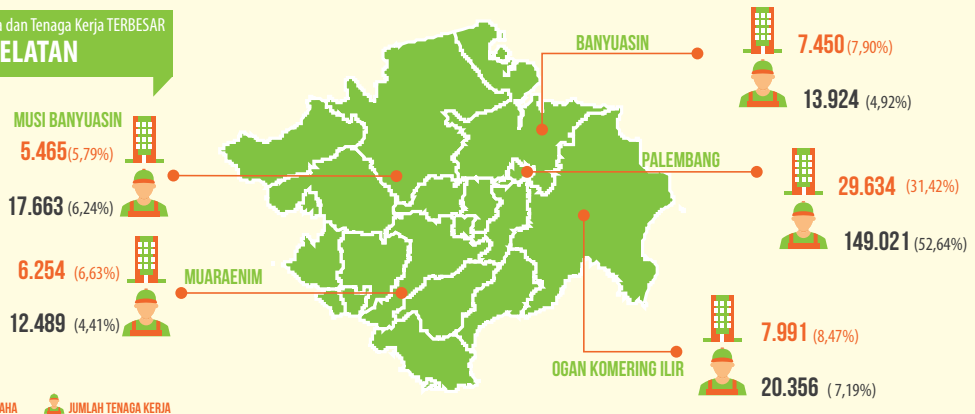 dan Tenaga Kerja TERBESAR
MUSI BANYUASIN
5.465 (5,79%)
17.663 (6,24%)
6.254 (6,63%)
12.489 (4,41%)
MUARAENIM
BANYUASIN
7.450 (7,90%)
13.924 (4,92%)
PALEMBANG
29.634 (31,42%)
149.021 (52,64%)
OGAN KOMERING ILIR
7.991 (8,47%)
20.356 ( 7,19%)
JUMLAH TENAGA KERJA